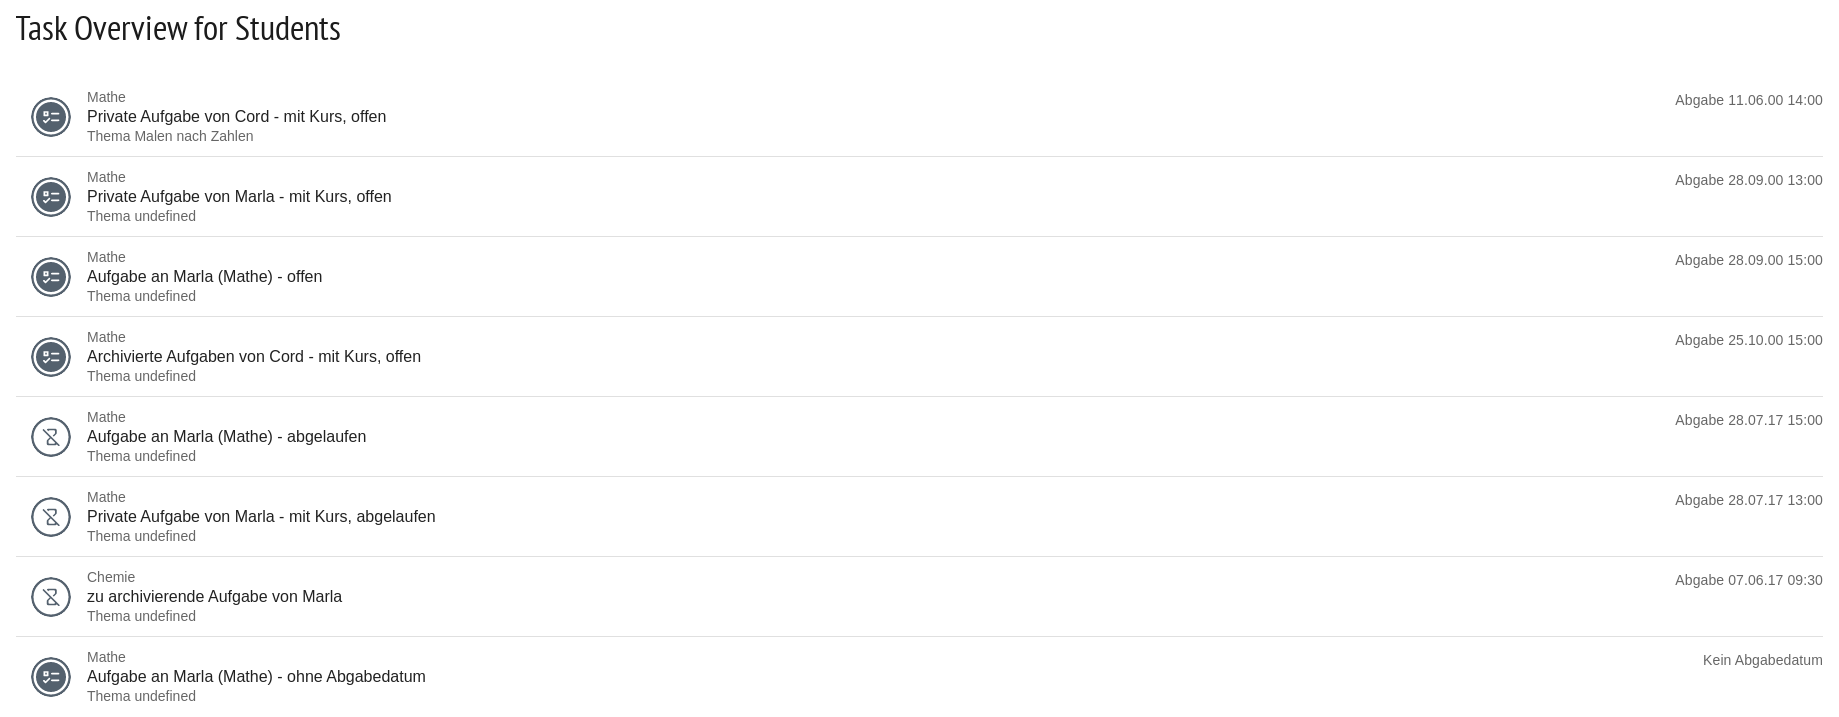 Task Overview for Students
Mathe
Abgabe 11.06.00 14:00
Private Aufgabe von Cord - mit Kurs, offen
Thema Malen nach Zahlen
Mathe
Abgabe 28.09.00 13:00
Private Aufgabe von Marla - mit Kurs, offen
Thema undefined
Mathe
Abgabe 28.09.00 15:00
Aufgabe an Marla (Mathe) - offen
Thema undefined
Mathe
Abgabe 25.10.00 15:00
Archivierte Aufgaben von Cord - mit Kurs, offen
Thema undefined
Mathe
Abgabe 28.07.17 15:00
Aufgabe an Marla (Mathe) - abgelaufen
Thema undefined
Mathe
Abgabe 28.07.17 13:00
Private Aufgabe von Marla - mit Kurs, abgelaufen
Thema undefined
Chemie
Abgabe 07.06.17 09:30
zu archivierende Aufgabe von Marla
Thema undefined
Mathe
Kein Abgabedatum
Aufgabe an Marla (Mathe) - ohne Abgabedatum
Thema undefined